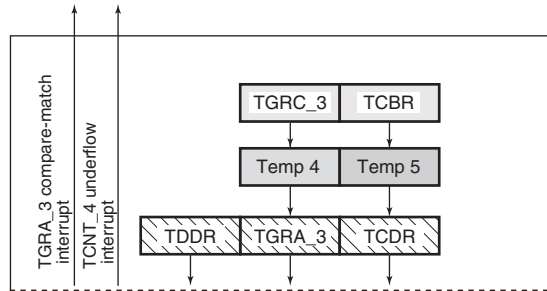 TGRA_3 compare-match
interrupt
TCNT_4 underflow
interrupt
TGRC_3 TCBR
Temp 4 Temp 5
TDDR TGRA_3 TCDR